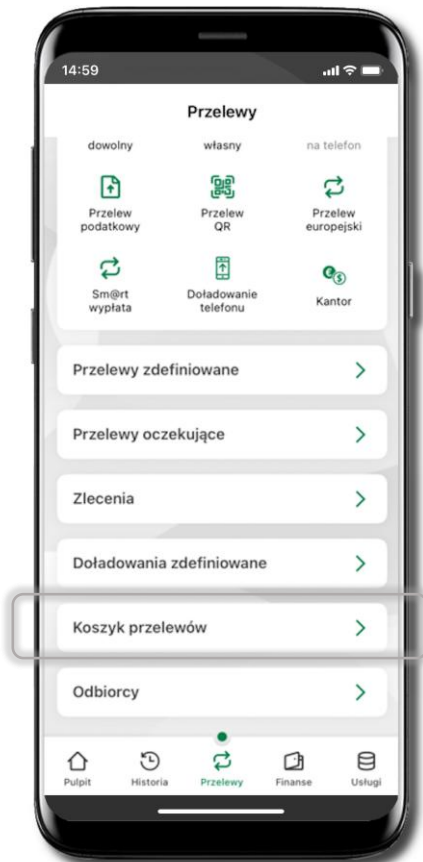 14:59
Przelewy
dowolny
własny
na telefon
Przelew
podatkowy
Przelew
QR
Przelew
europejski
Sm@rt
wypłata
Doładowanie
telefonu
Kantor
Przelewy zdefiniowane
Przelewy oczekujące
Zlecenia
Doładowania zdefiniowane
Koszyk przelewów
Odbiorcy
Pulpit
Historia
Przelewy
Finanse
Usługi